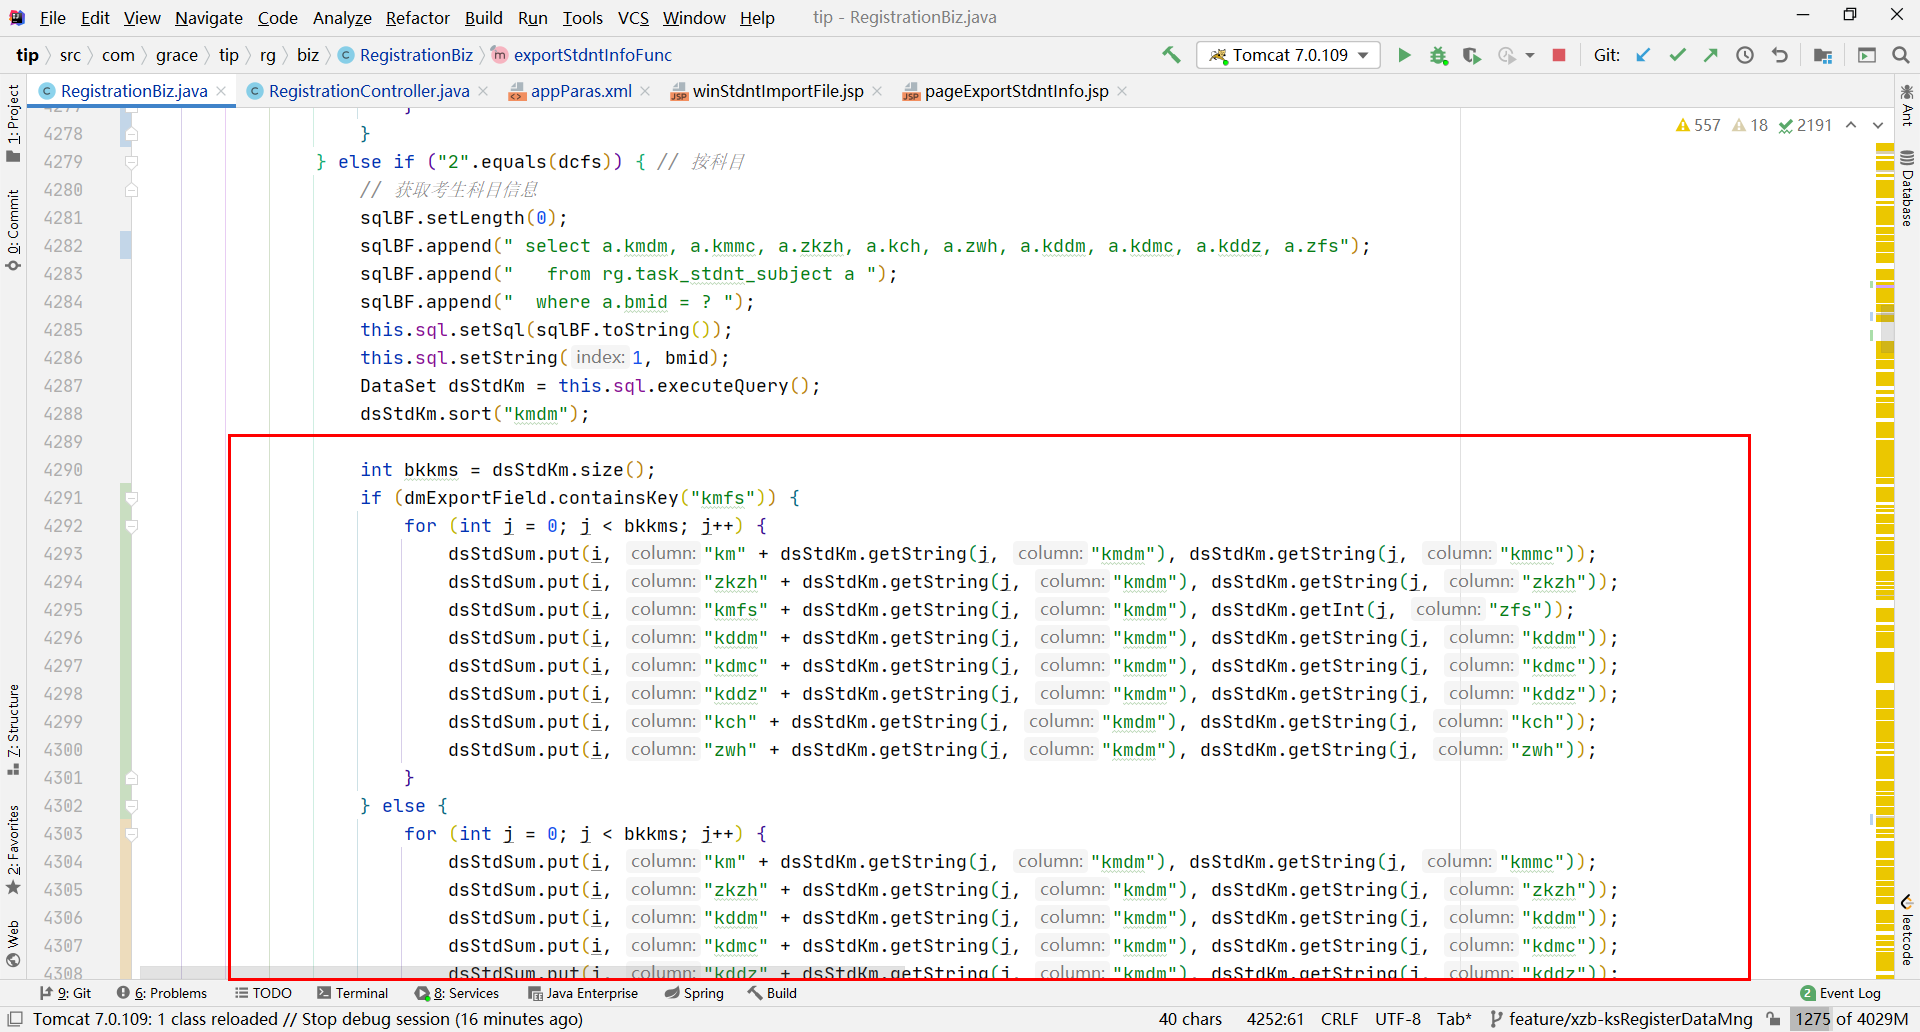 File Edit View Navigate Code Analyze Refactor Build Run Tools VCS Window Help tip - RegistrationBiz.java
tip src com grace tip rg biz RegistrationBiz exportStdntInfoFunc Tomcat 7.0.109 Git:
RegistrationBiz.java RegistrationController.java appParas.xml winStdntImportFile.jsp pageExportStdntInfo.jsp
557 18 2191
4277 }
4278 }
4279 } else if ("2".equals(dcfs)) { // 按科目
4280 // 获取考生科目信息
4281 sqlBF.setLength(0);
4282 sqlBF.append(" select a.kmdm, a.kmmc, a.zkzh, a.kch, a.zwh, a.kddm, a.kdmc, a.kddz, a.zfs");
4283 sqlBF.append("   from rg.task_stdnt_subject a ");
4284 sqlBF.append("  where a.bmid = ? ");
4285 this.sql.setSql(sqlBF.toString());
4286 this.sql.setString( index: 1, bmid);
4287 DataSet dsStdKm = this.sql.executeQuery();
4288 dsStdKm.sort("kmdm");
4289
4290 int bkkms = dsStdKm.size();
4291 if (dmExportField.containsKey("kmfs")) {
4292 for (int j = 0; j < bkkms; j++) {
4293 dsStdSum.put(i, column: "km" + dsStdKm.getString(j, column: "kmdm"), dsStdKm.getString(j, column: "kmmc"));
4294 dsStdSum.put(i, column: "zkzh" + dsStdKm.getString(j, column: "kmdm"), dsStdKm.getString(j, column: "zkzh"));
4295 dsStdSum.put(i, column: "kmfs" + dsStdKm.getString(j, column: "kmdm"), dsStdKm.getInt(j, column: "zfs"));
4296 dsStdSum.put(i, column: "kddm" + dsStdKm.getString(j, column: "kmdm"), dsStdKm.getString(j, column: "kddm"));
4297 dsStdSum.put(i, column: "kdmc" + dsStdKm.getString(j, column: "kmdm"), dsStdKm.getString(j, column: "kdmc"));
4298 dsStdSum.put(i, column: "kddz" + dsStdKm.getString(j, column: "kmdm"), dsStdKm.getString(j, column: "kddz"));
4299 dsStdSum.put(i, column: "kch" + dsStdKm.getString(j, column: "kmdm"), dsStdKm.getString(j, column: "kch"));
4300 dsStdSum.put(i, column: "zwh" + dsStdKm.getString(j, column: "kmdm"), dsStdKm.getString(j, column: "zwh"));
4301 }
4302 } else {
4303 for (int j = 0; j < bkkms; j++) {
4304 dsStdSum.put(i, column: "km" + dsStdKm.getString(j, column: "kmdm"), dsStdKm.getString(j, column: "kmmc"));
4305 dsStdSum.put(i, column: "zkzh" + dsStdKm.getString(j, column: "kmdm"), dsStdKm.getString(j, column: "zkzh"));
4306 dsStdSum.put(i, column: "kddm" + dsStdKm.getString(j, column: "kmdm"), dsStdKm.getString(j, column: "kddm"));
4307 dsStdSum.put(i, column: "kdmc" + dsStdKm.getString(j, column: "kmdm"), dsStdKm.getString(j, column: "kdmc"));
4308 dsStdSum.put(i, column: "kddz" + dsStdKm.getString(j, column: "kmdm"), dsStdKm.getString(j, column: "kddz"));
1: Project
0: Commit
7: Structure
2: Favorites
Web
Ant
Database
leetcode
9: Git 6: Problems TODO Terminal 8: Services Java Enterprise Spring Build 2 Event Log
Tomcat 7.0.109: 1 class reloaded // Stop debug session (16 minutes ago) 40 chars 4252:61 CRLF UTF-8 Tab* feature/xzb-ksRegisterDataMng 1275 of 4029M